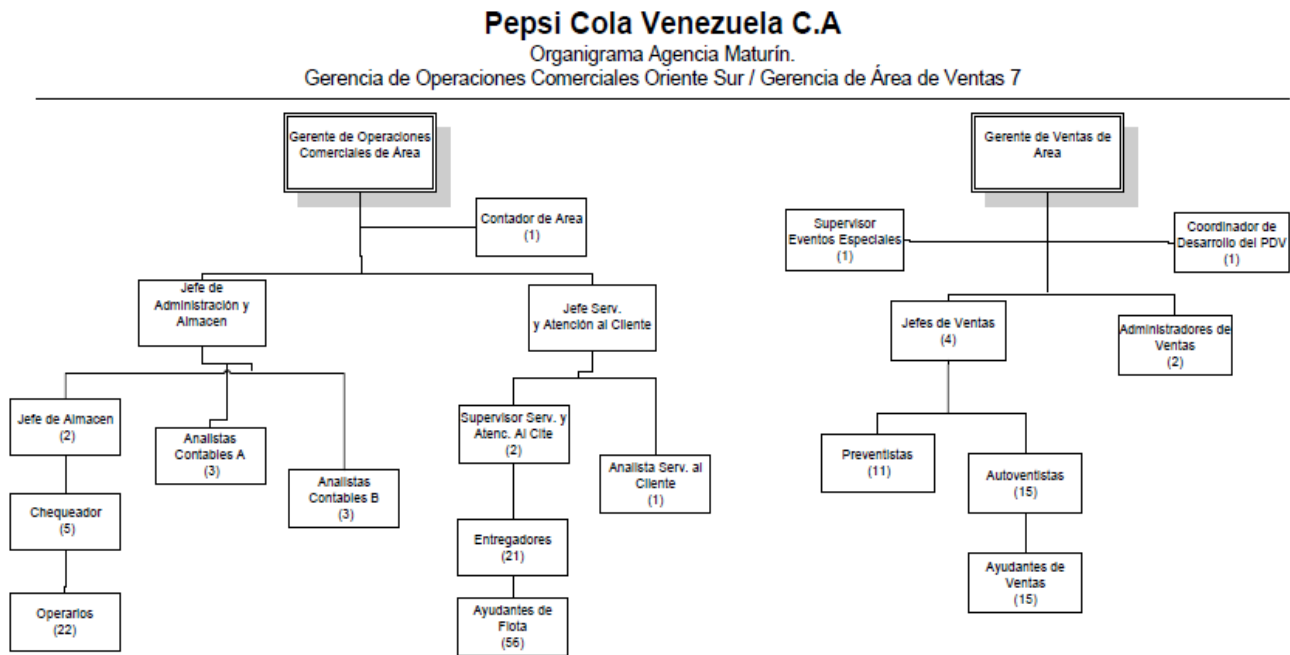 Pepsi Cola Venezuela C.A
Organigrama Agencia Maturín.
Gerencia de Operaciones Comerciales Oriente Sur / Gerencia de Área de Ventas 7
Gerente de Operaciones
Comerciales de Área
Contador de Area
(1)
Jefe de
Administración y
Almacen
Jefe Serv.
y Atención al Cliente
Jefe de Almacen
(2)
Analistas
Contables A
(3)
Analistas
Contables B
(3)
Chequeador
(5)
Operarios
(22)
Supervisor Serv. y
Atenc. Al Clte
(2)
Analista Serv. al
Cliente
(1)
Entregadores
(21)
Ayudantes de
Flota
(56)
Gerente de Ventas de
Area
Supervisor
Eventos Especiales
(1)
Coordinador de
Desarrollo del PDV
(1)
Jefes de Ventas
(4)
Administradores de
Ventas
(2)
Preventistas
(11)
Autoventistas
(15)
Ayudantes de
Ventas
(15)